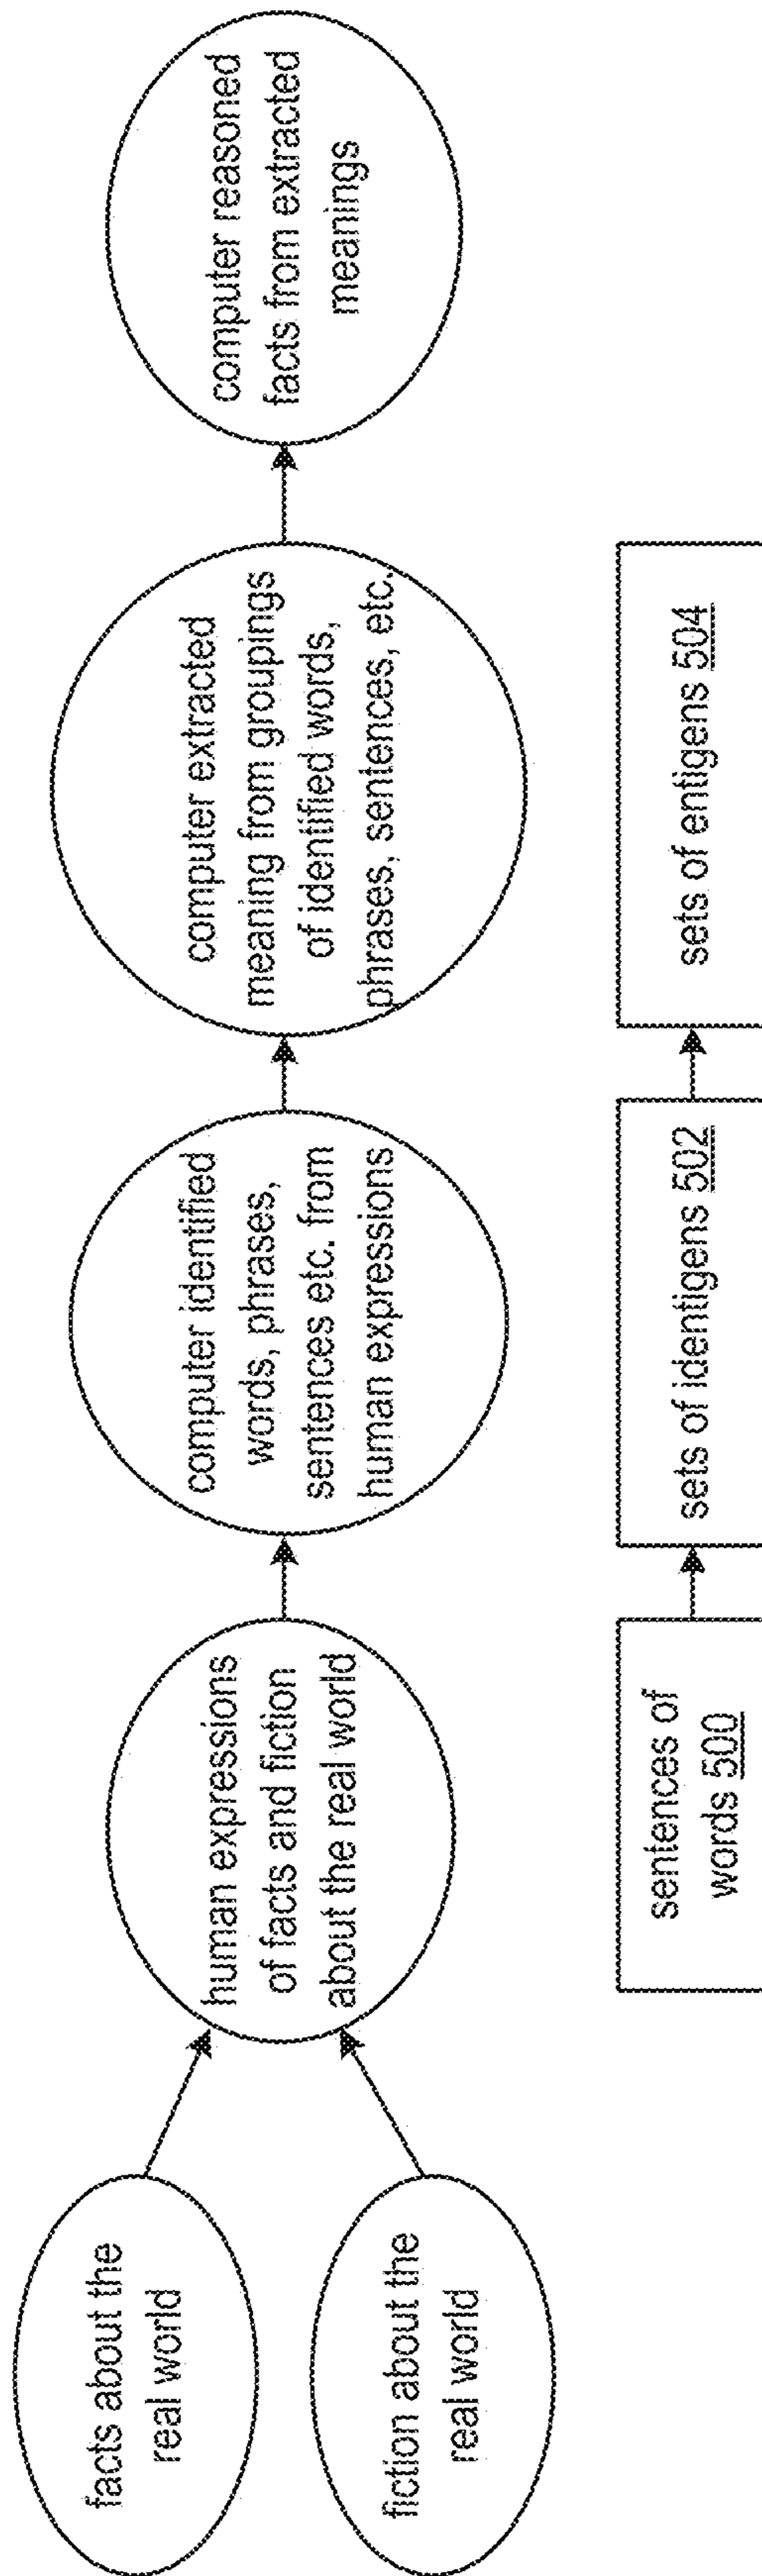 facts about the
real world
fiction about the
real world
human expressions
of facts and fiction
about the real world
computer identified
words, phrases,
sentences etc. from
human expressions
computer extracted
meaning from groupings
of identified words,
phrases, sentences, etc.
computer reasoned
facts from extracted
meanings
sentences of
words 500
sets of identigens 502
sets of entigens 504